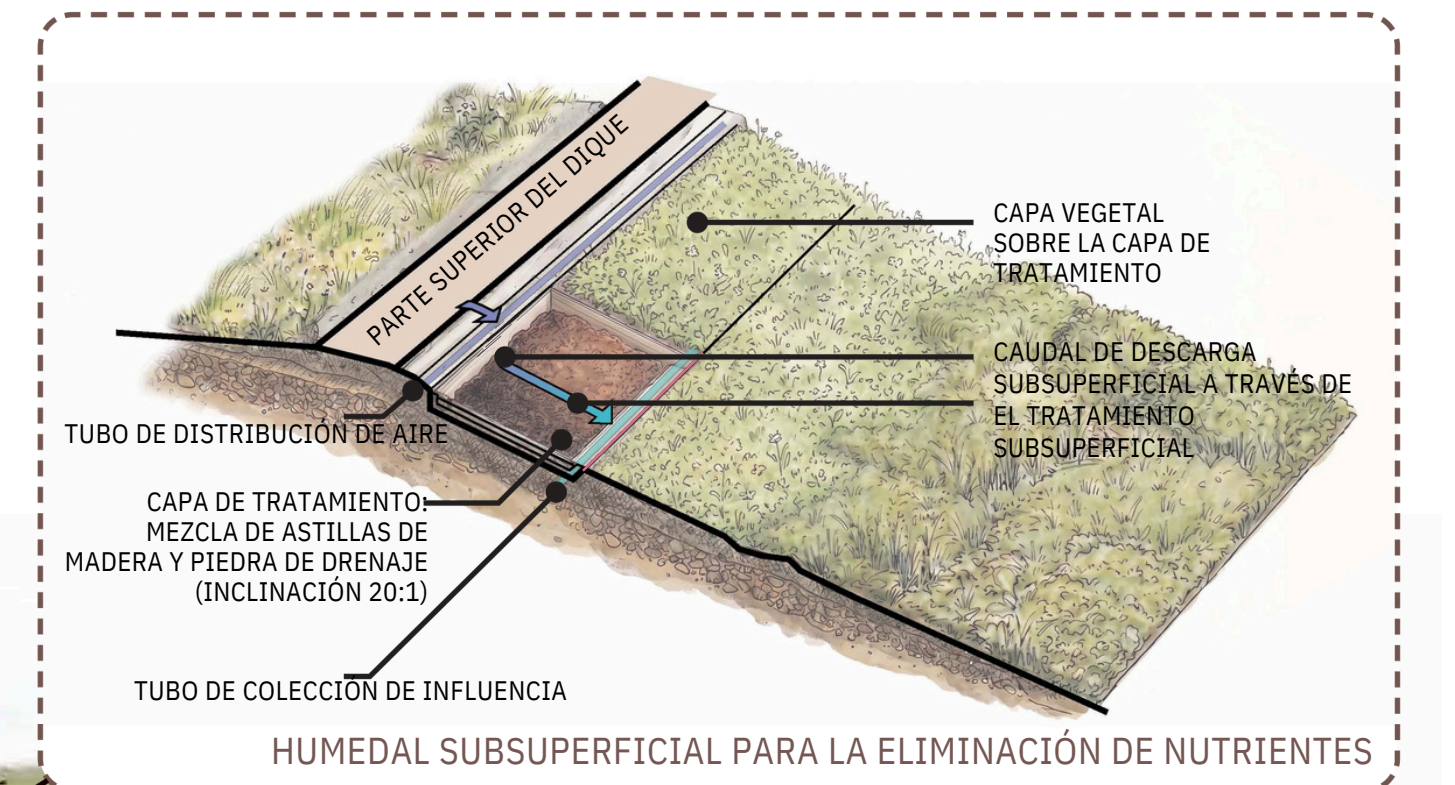 PARTE SUPERIOR DEL DIQUE
CAPA VEGETAL
SOBRE LA CAPA DE
TRATAMIENTO
CAUDAL DE DESCARGA
SUBSUPERFICIAL A TRAVÉS DE
EL TRATAMIENTO
SUBSUPERFICIAL
TUBO DE DISTRIBUCIÓN DE AIRE
CAPA DE TRATAMIENTO:
MEZCLA DE ASTILLAS DE
MADERA Y PIEDRA DE DRENAJE
(INCLINACIÓN 20:1)
TUBO DE COLECCIÓN DE INFLUENCIA
HUMEDAL SUBSUPERFICIAL PARA LA ELIMINACIÓN DE NUTRIENTES